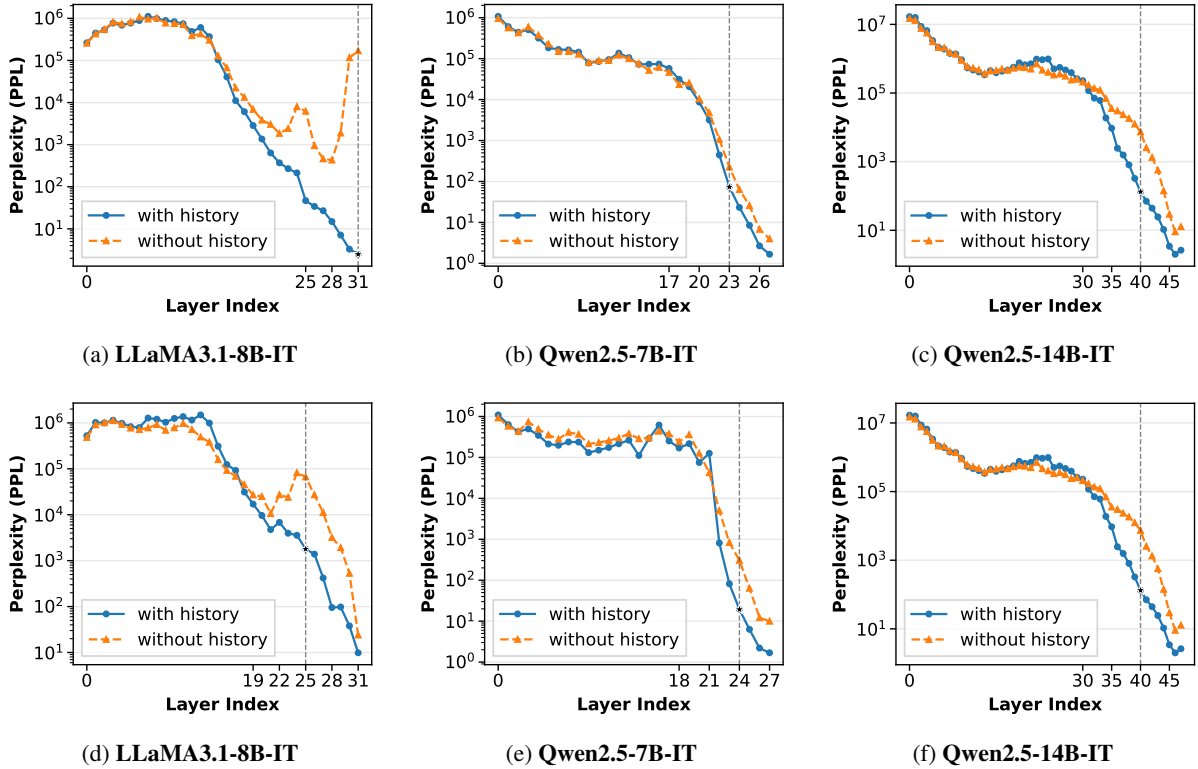 10^6
10^5
10^4
10^3
10^2
10^1
Perplexity (PPL)
with history
without history
0 25 28 31
Layer Index
(a) LLaMA3.1-8B-IT
10^6
10^5
10^4
10^3
10^2
10^1
10^0
Perplexity (PPL)
with history
without history
17 20 23 26
Layer Index
(b) Qwen2.5-7B-IT
10^7
10^5
10^3
10^1
Perplexity (PPL)
with history
without history
0 30 35 40 45
Layer Index
(c) Qwen2.5-14B-IT
10^6
10^5
10^4
10^3
10^2
10^1
Perplexity (PPL)
with history
without history
0 19 22 25 28 31
Layer Index
(d) LLaMA3.1-8B-IT
10^6
10^5
10^4
10^3
10^2
10^1
10^0
Perplexity (PPL)
with history
without history
0 18 21 24 27
Layer Index
(e) Qwen2.5-7B-IT
10^7
10^5
10^3
10^1
Perplexity (PPL)
with history
without history
0 30 35 40 45
Layer Index
(f) Qwen2.5-14B-IT